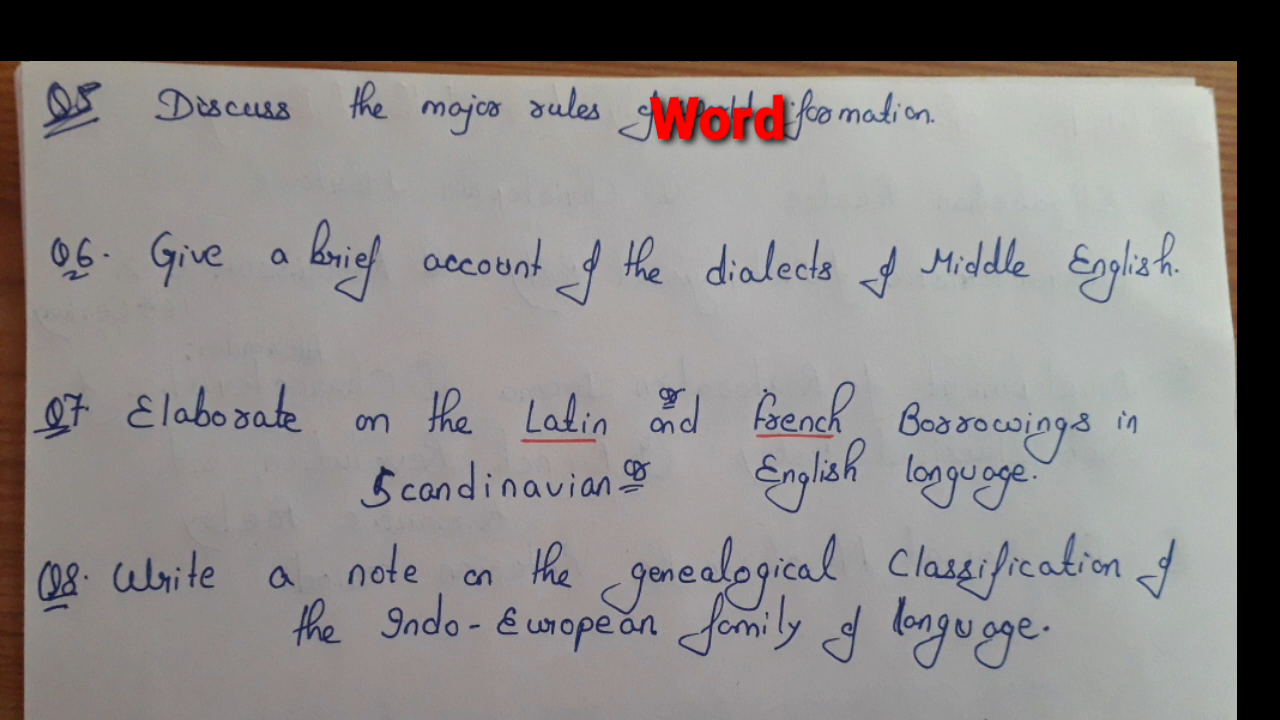 Q5 Discuss the major rules of Word formation.
Q6. Give a brief account of the dialects of Middle English.
Q7 Elaborate on the Latin or and French Borrowings in
Scandinavian or English language.
Q8. Write a note on the genealogical Classification of
the Indo-European family of language.